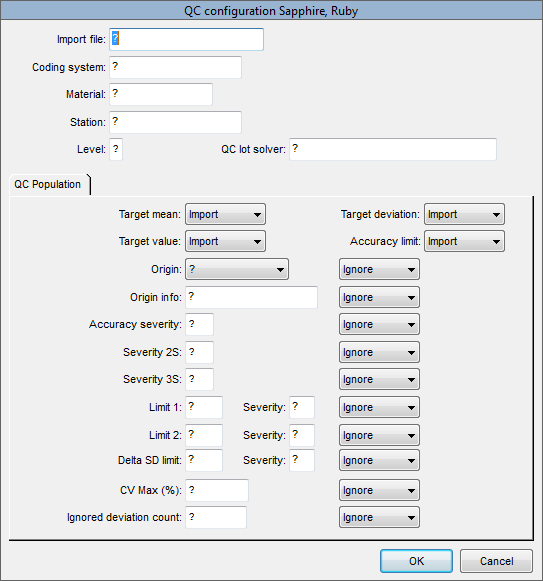 QC configuration Sapphire, Ruby
Import file: ?
Coding system: ?
Material: ?
Station: ?
Level: ? QC lot solver: ?
QC Population
Target mean: Import Target deviation: Import
Target value: Import Accuracy limit: Import
Origin: ? Ignore
Origin info: ? Ignore
Accuracy severity: ? Ignore
Severity 2S: ? Ignore
Severity 3S: ? Ignore
Limit 1: ? Severity: ? Ignore
Limit 2: ? Severity: ? Ignore
Delta SD limit: ? Severity: ? Ignore
CV Max (%): ? Ignore
Ignored deviation count: ? Ignore
OK Cancel